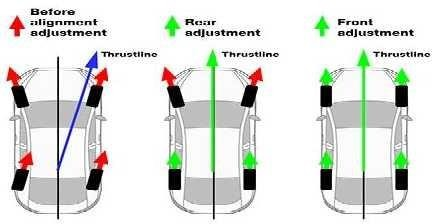 Before
alignment
adjustment
Thrustline
Rear
adjustment
Thrustline
Front
adjustment
Thrustline